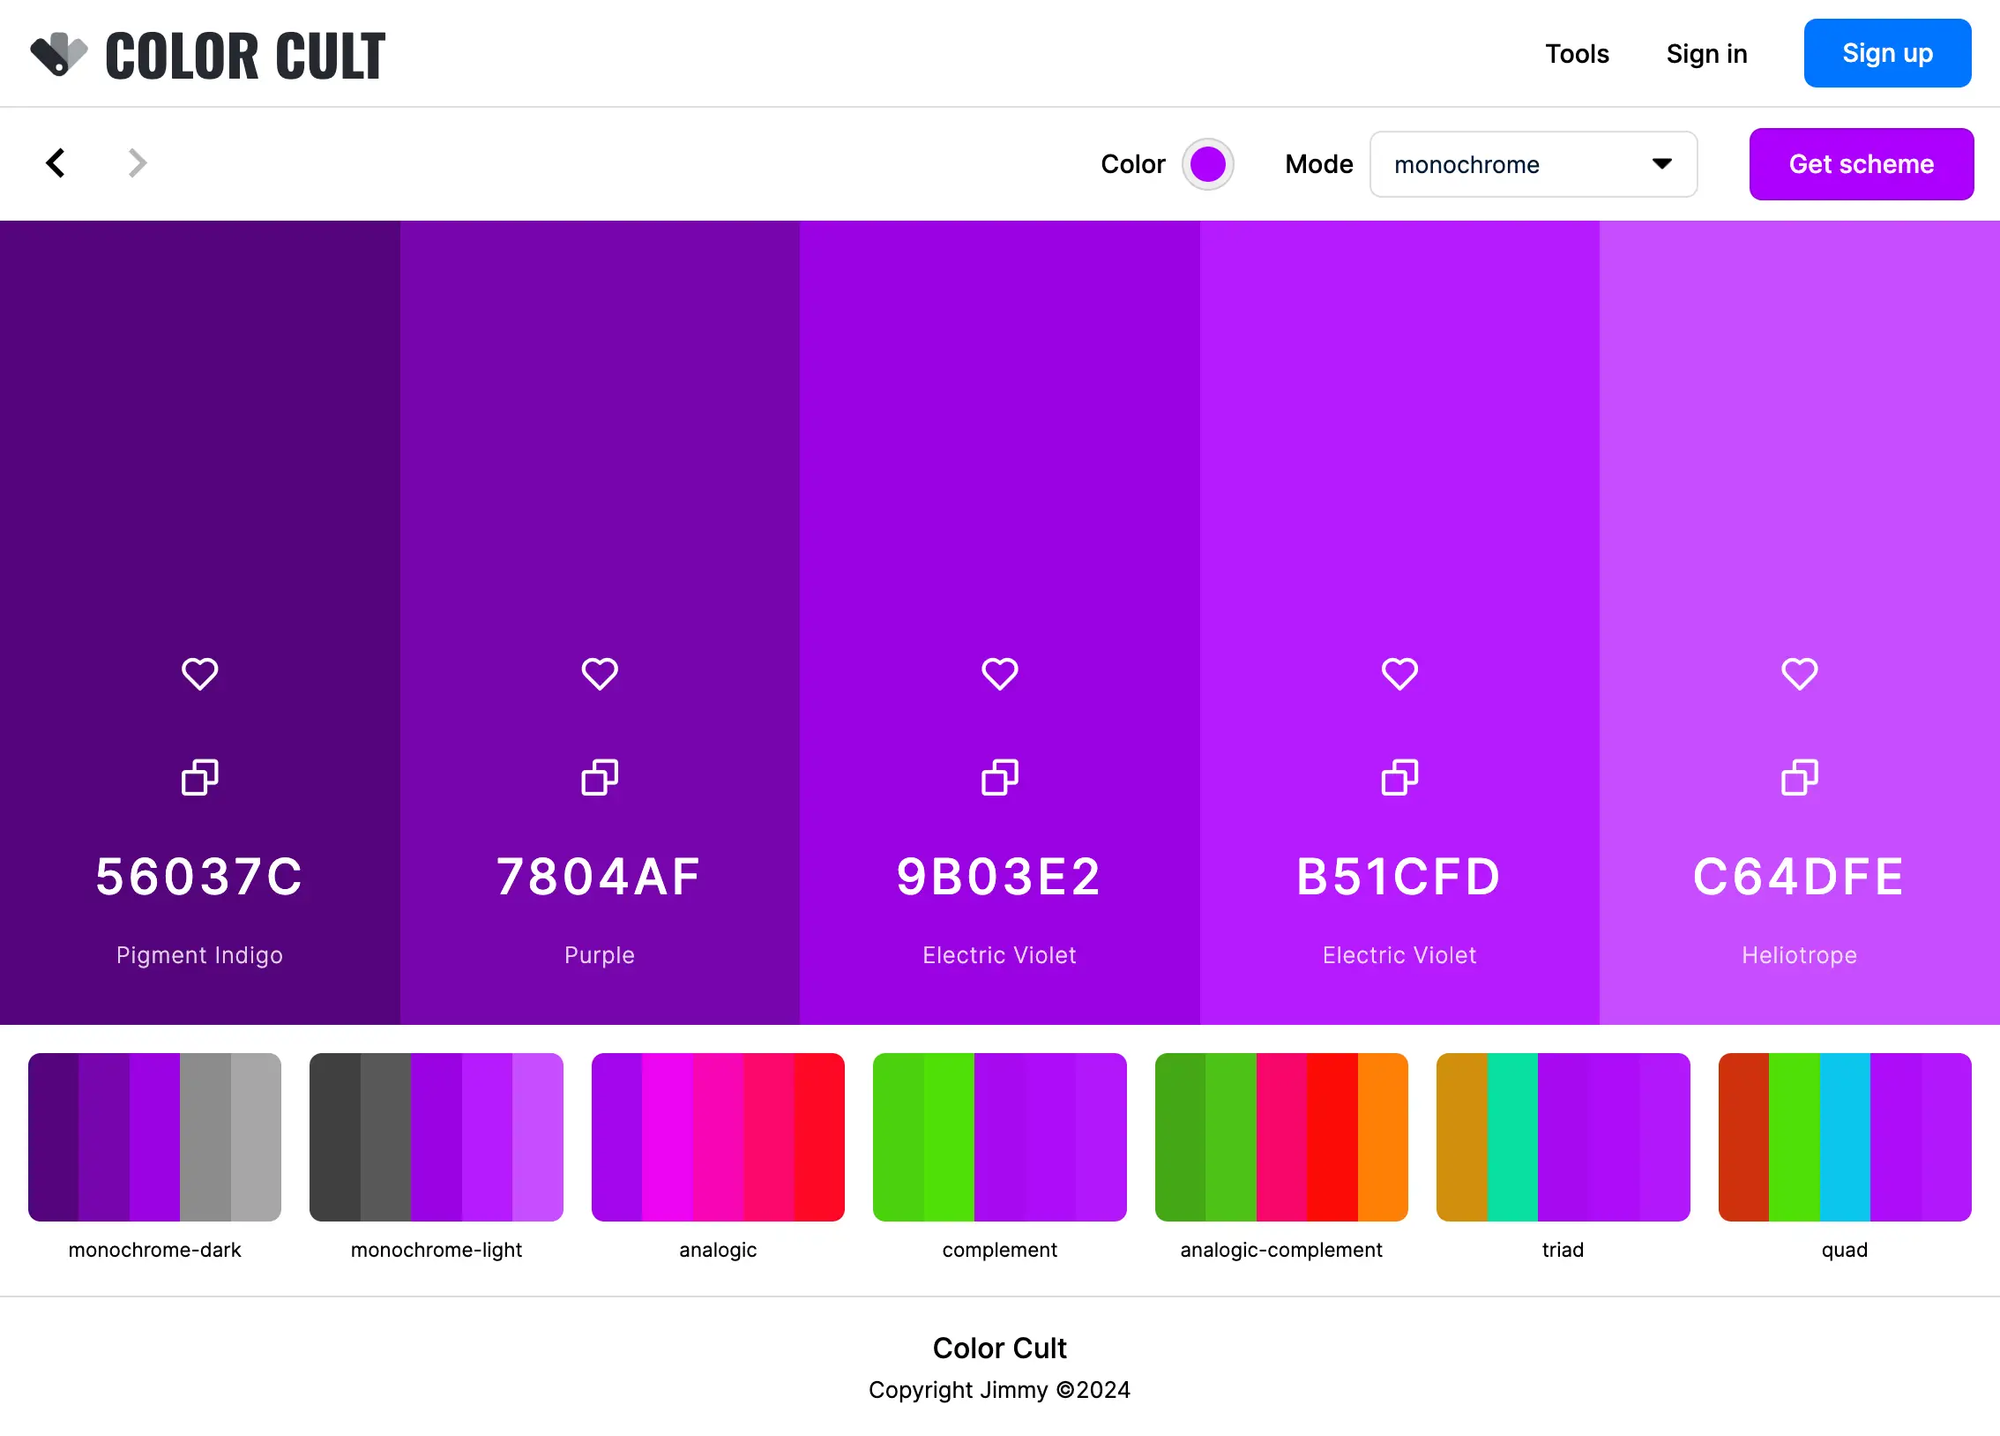 COLOR CULT
Tools
Sign in
Sign up
Color
Mode
monochrome
Get scheme
56037C
Pigment Indigo
7804AF
Purple
9B03E2
Electric Violet
B51CFD
Electric Violet
C64DFE
Heliotrope
monochrome-dark
monochrome-light
analogic
complement
analogic-complement
triad
quad
Color Cult
Copyright Jimmy ©2024